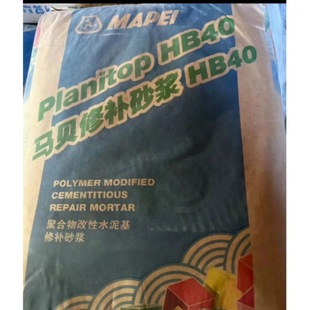 MAPEI
Planitop HB40
马贝修补砂浆 HB40
POLYMER MODIFIED
CEMENTITIOUS
REPAIR MORTAR
聚合物改性水泥基
修补砂浆